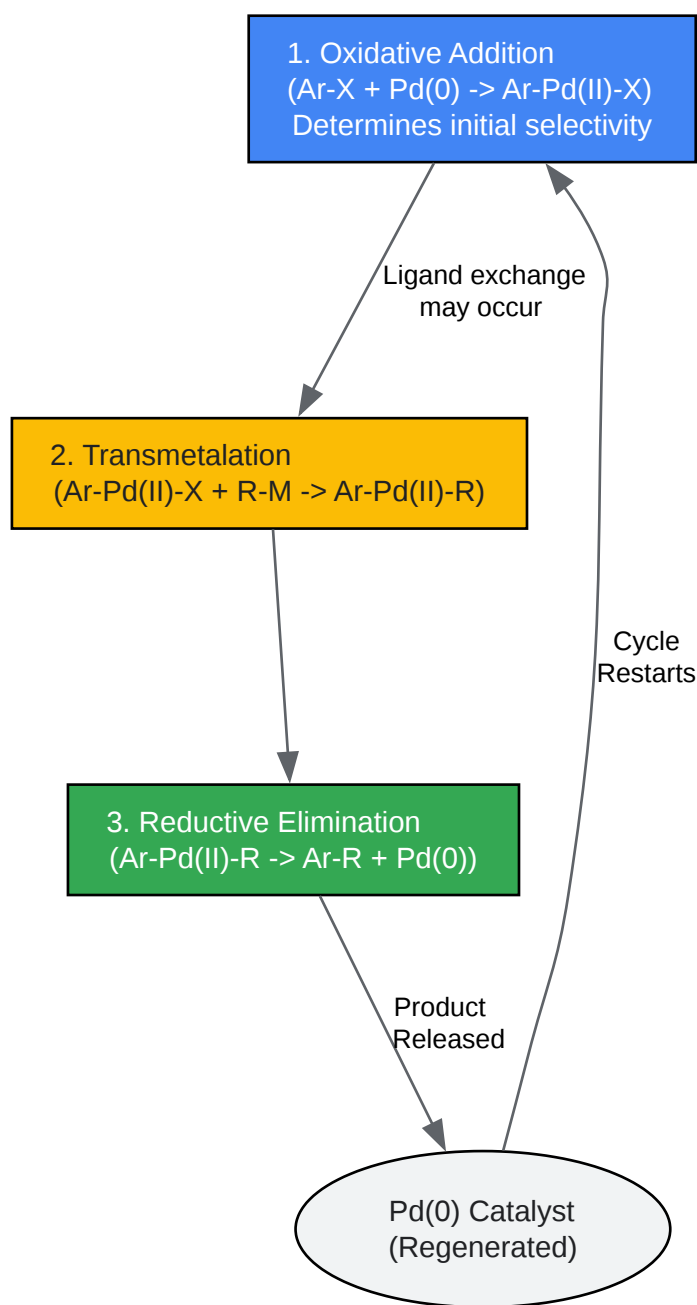 1. Oxidative Addition
(Ar-X + Pd(0) -> Ar-Pd(II)-X)
Determines initial selectivity
Ligand exchange
may occur
2. Transmetalation
(Ar-Pd(II)-X + R-M -> Ar-Pd(II)-R)
Cycle
Restarts
3. Reductive Elimination
(Ar-Pd(II)-R -> Ar-R + Pd(0))
Product
Released
Pd(0) Catalyst
(Regenerated)